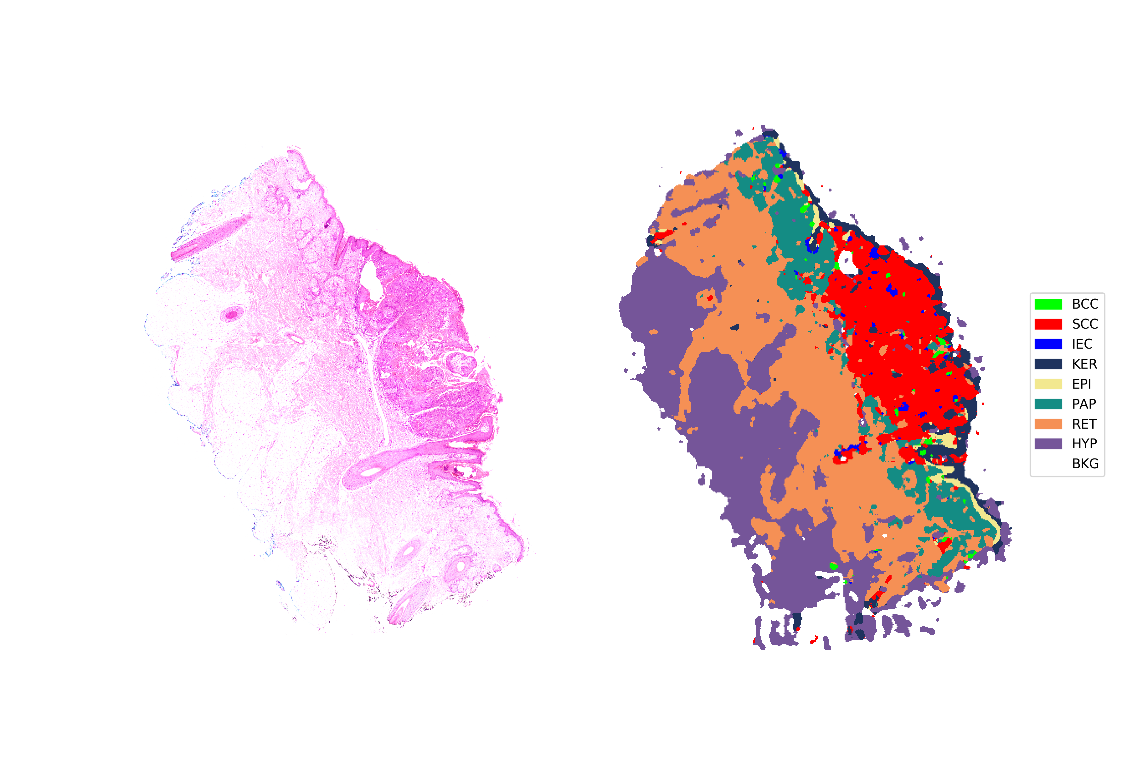 BCC
SCC
IEC
KER
EPI
PAP
RET
HYP
BKG